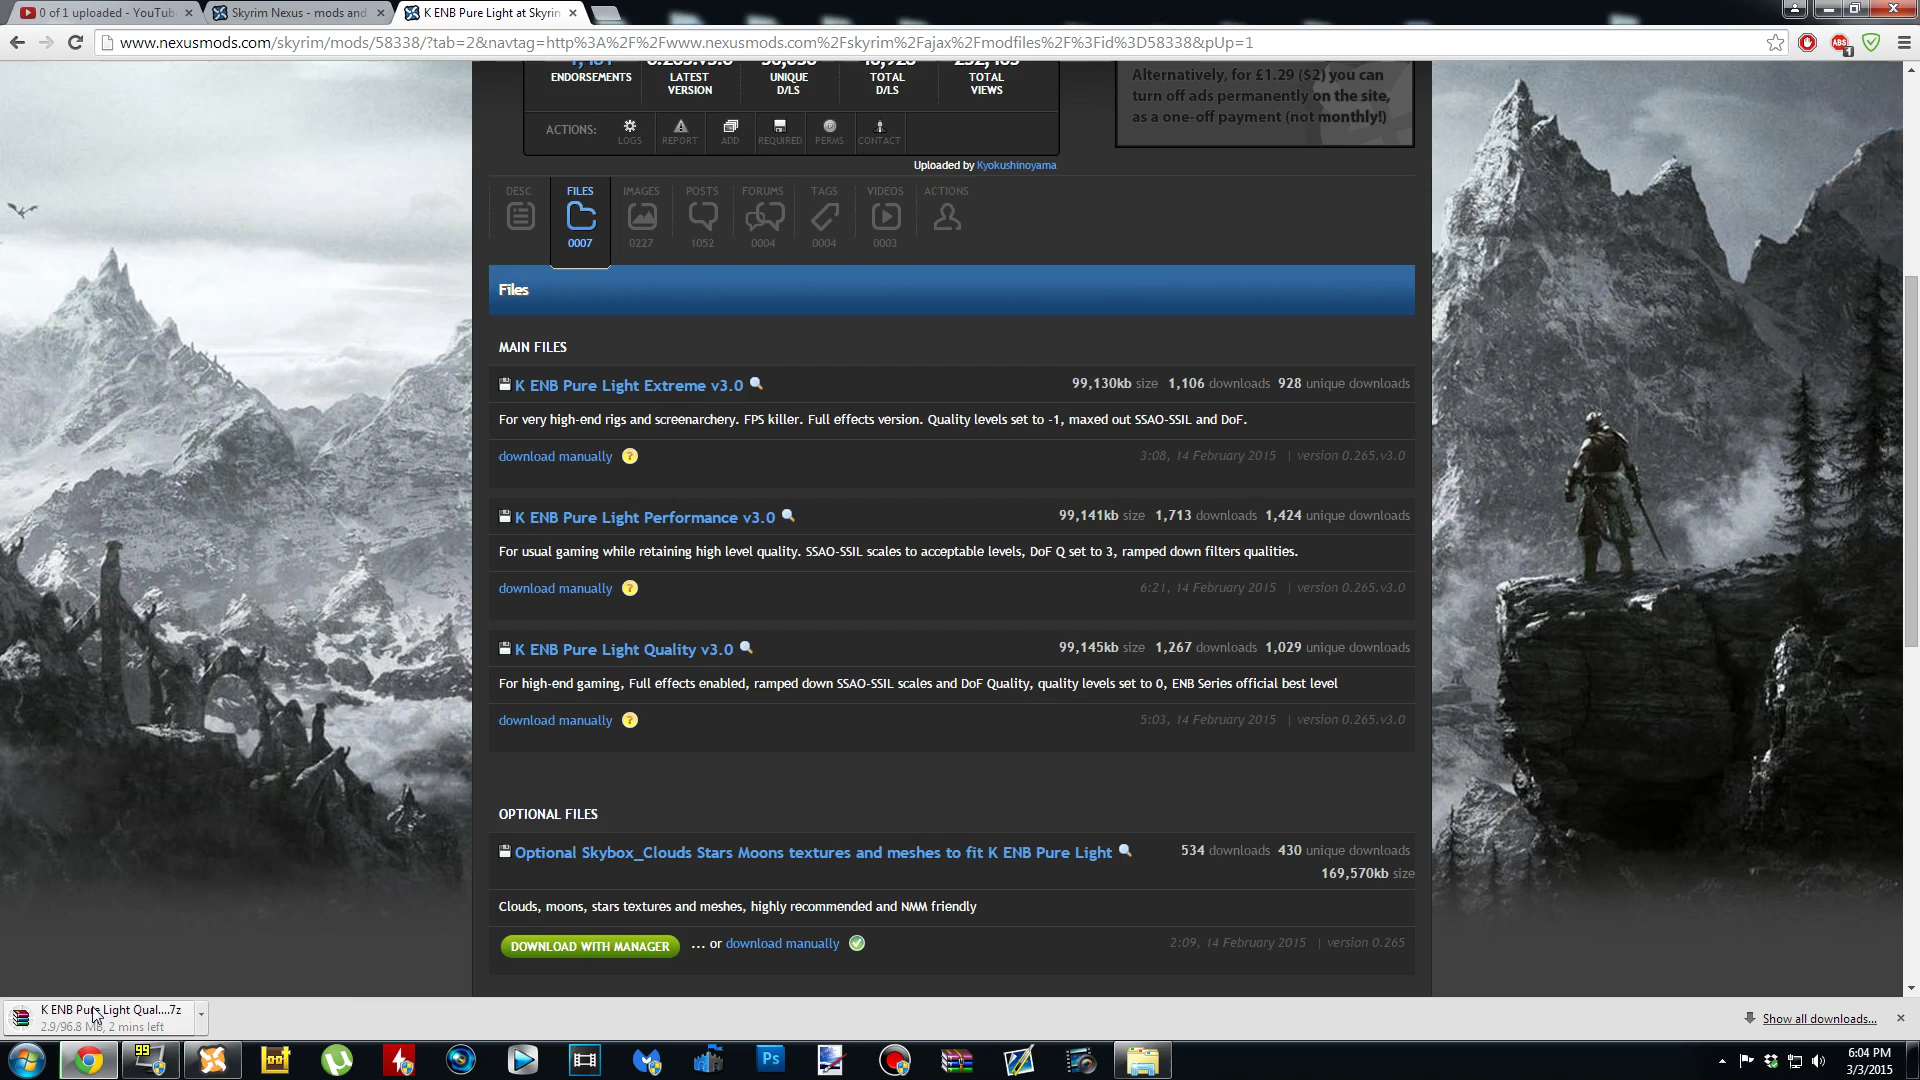 0 of 1 uploaded - YouTub
Skyrim Nexus - mods and
K ENB Pure Light at Skyrin
www.nexusmods.com/skyrim/mods/58338/?tab=2&navtag=http%3A%2F%2Fwww.nexusmods.com%2Fskyrim%2Fajax%2Fmodfiles%2F%3Fid%3D58338&pUp=1
ABS
1
ENDORSEMENTS
LATEST VERSION
UNIQUE D/LS
TOTAL D/LS
TOTAL VIEWS
Alternatively, for £1.29 ($2) you can
turn off ads permanently on the site,
as a one-off payment (not monthly!)
ACTIONS:
LOGS
REPORT
ADD
REQUIRED
PERMS
CONTACT
Uploaded by Kyokushinoyama
DESC
FILES
IMAGES
POSTS
FORUMS
TAGS
VIDEOS
ACTIONS
0007
0227
1052
0004
0004
0003
Files
MAIN FILES
K ENB Pure Light Extreme v3.0
99,130kb size 1,106 downloads 928 unique downloads
For very high-end rigs and screenarchery. FPS killer. Full effects version. Quality levels set to -1, maxed out SSAO-SSIL and DoF.
download manually ?
3:08, 14 February 2015 | version 0.265.v3.0
K ENB Pure Light Performance v3.0
99,141kb size 1,713 downloads 1,424 unique downloads
For usual gaming while retaining high level quality. SSAO-SSIL scales to acceptable levels, DoF Q set to 3, ramped down filters qualities.
download manually ?
6:21, 14 February 2015 | version 0.265.v3.0
K ENB Pure Light Quality v3.0
99,145kb size 1,267 downloads 1,029 unique downloads
For high-end gaming, Full effects enabled, ramped down SSAO-SSIL scales and DoF Quality, quality levels set to 0, ENB Series official best level
download manually ?
5:03, 14 February 2015 | version 0.265.v3.0
OPTIONAL FILES
Optional Skybox_Clouds Stars Moons textures and meshes to fit K ENB Pure Light
534 downloads 430 unique downloads
169,570kb size
Clouds, moons, stars textures and meshes, highly recommended and NMM friendly
DOWNLOAD WITH MANAGER ... or download manually
2:09, 14 February 2015 | version 0.265
K ENB Pure Light Qual....7z
2.9/96.8 MB, 2 mins left
Show all downloads...
99
Ps
6:04 PM
3/3/2015